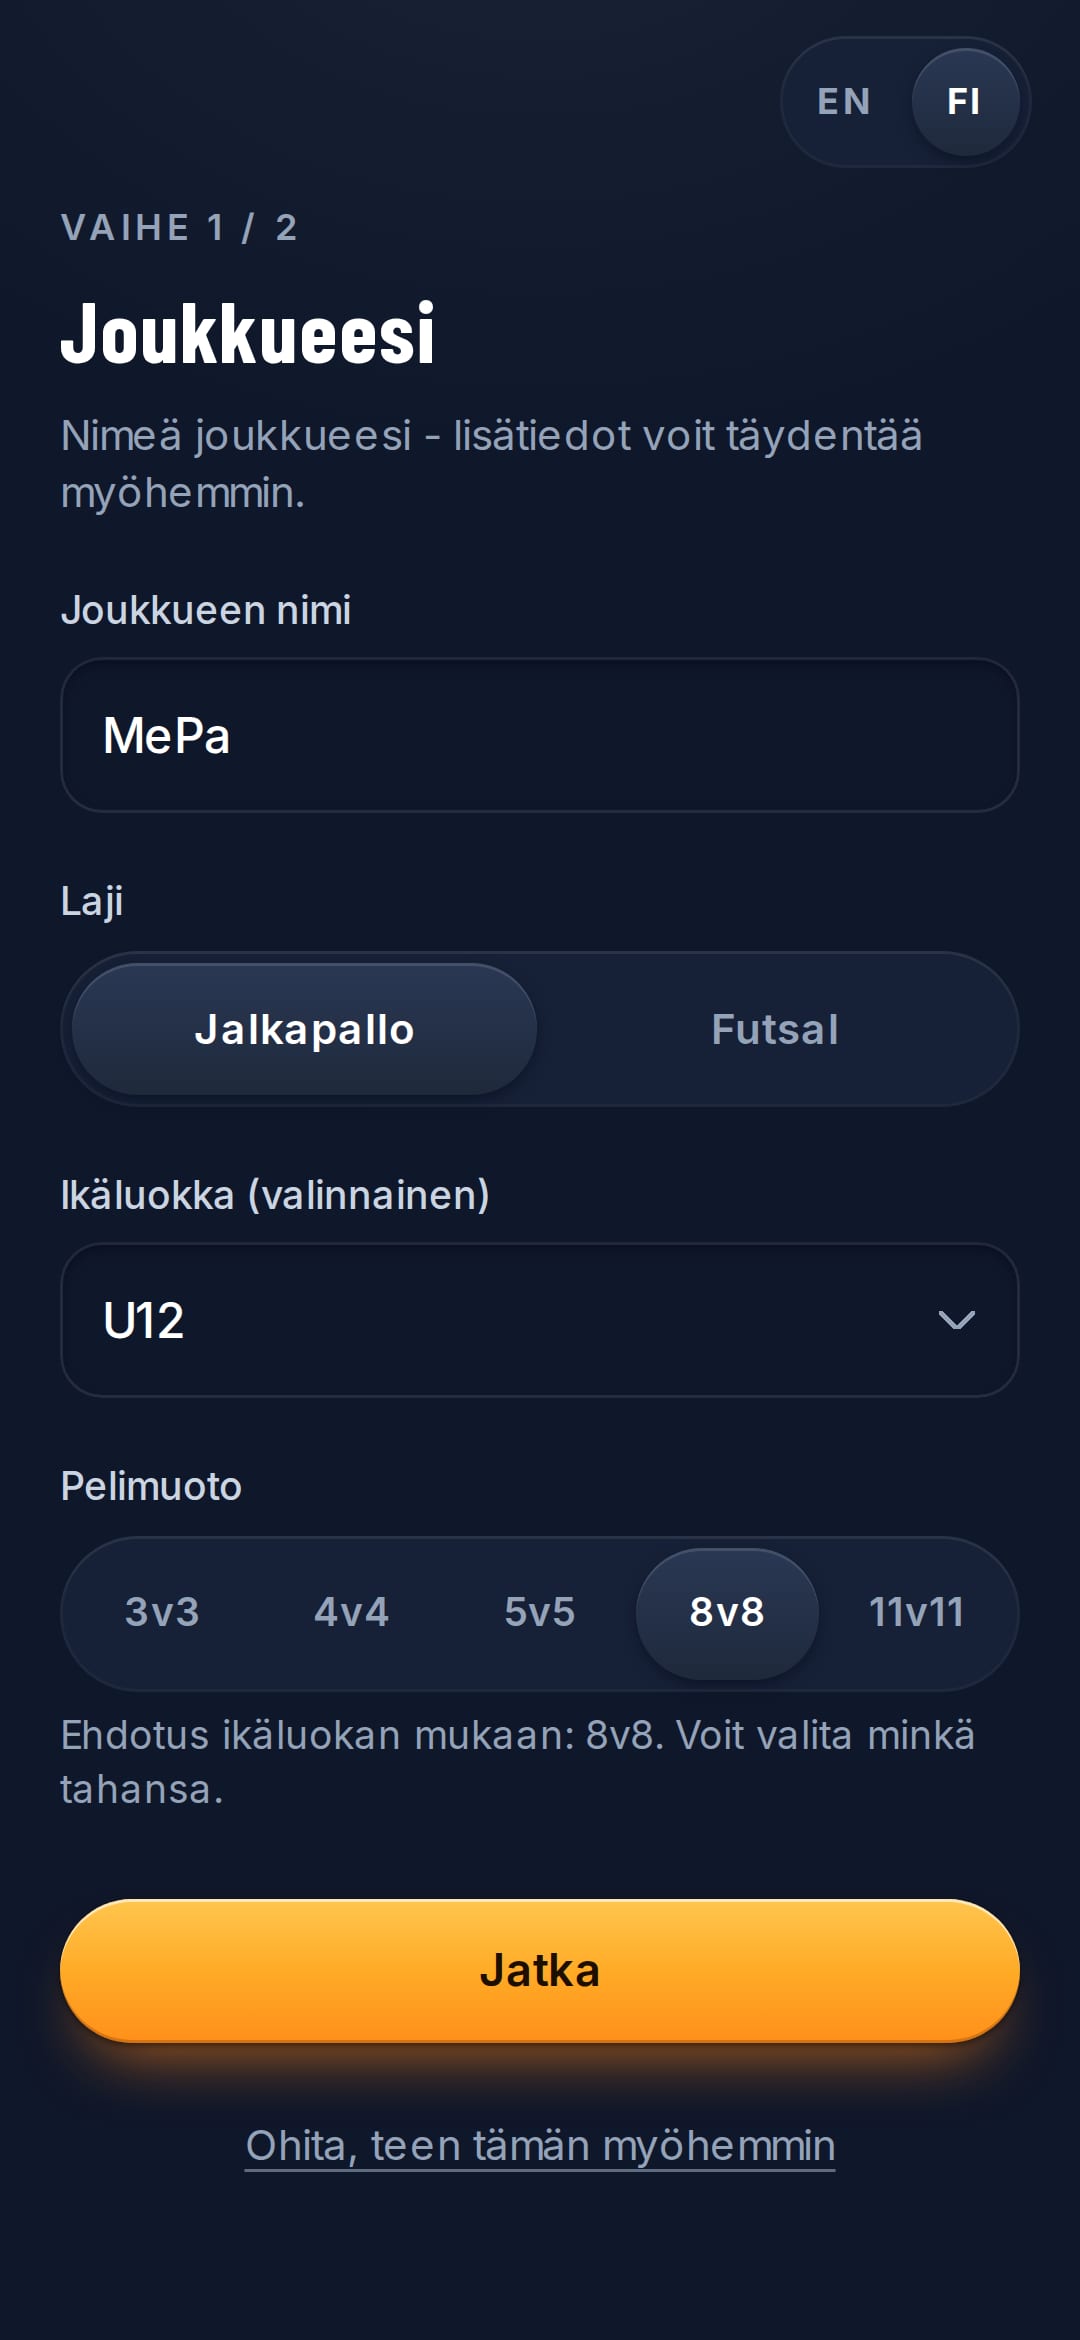 EN FI
VAIHE 1 / 2
Joukkueesi
Nimeä joukkueesi - lisätiedot voit täydentää
myöhemmin.
Joukkueen nimi
MePa
Laji
Jalkapallo Futsal
Ikäluokka (valinnainen)
U12
Pelimuoto
3v3 4v4 5v5 8v8 11v11
Ehdotus ikäluokan mukaan: 8v8. Voit valita minkä
tahansa.
Jatka
Ohita, teen tämän myöhemmin